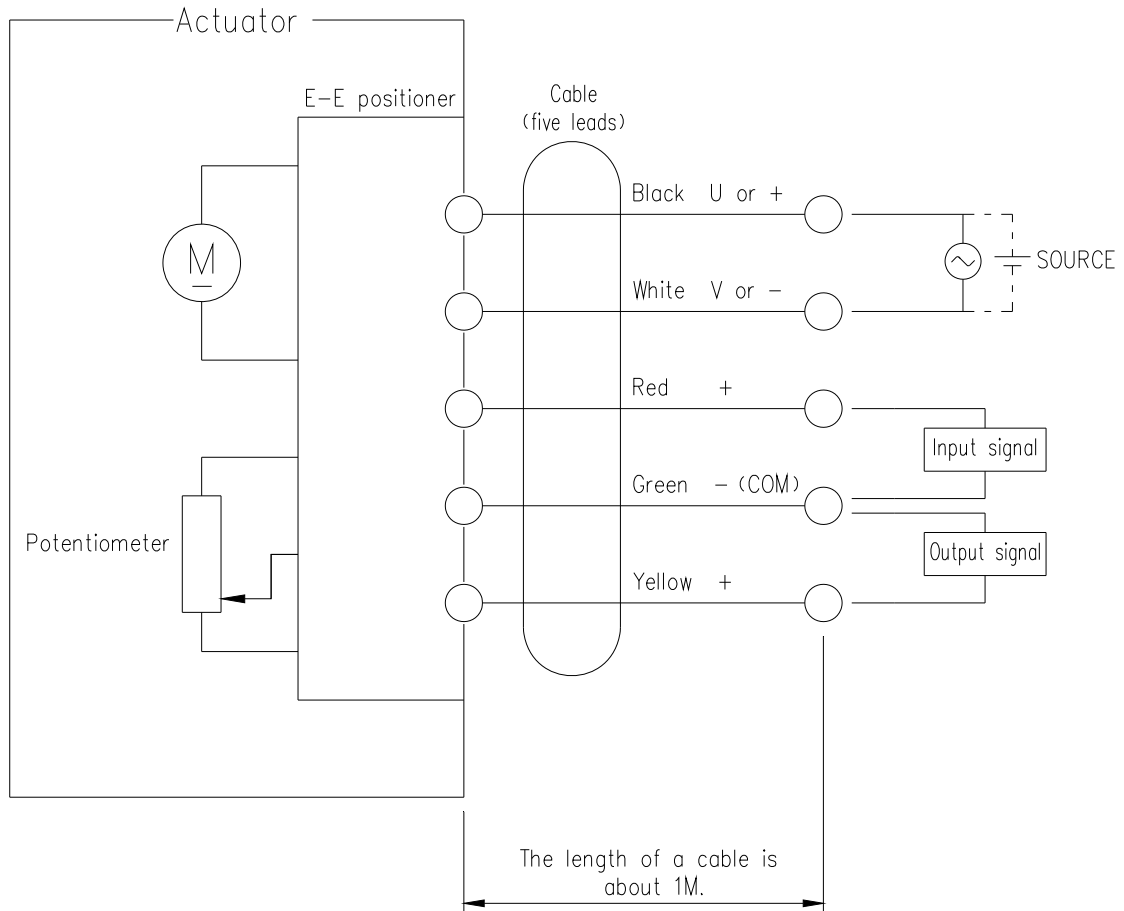 Actuator
E-E positioner
Cable
(five leads)
Black U or +
White V or -
SOURCE
M
Red +
Input signal
Green - (COM)
Output signal
Potentiometer
Yellow +
The length of a cable is
about 1M.